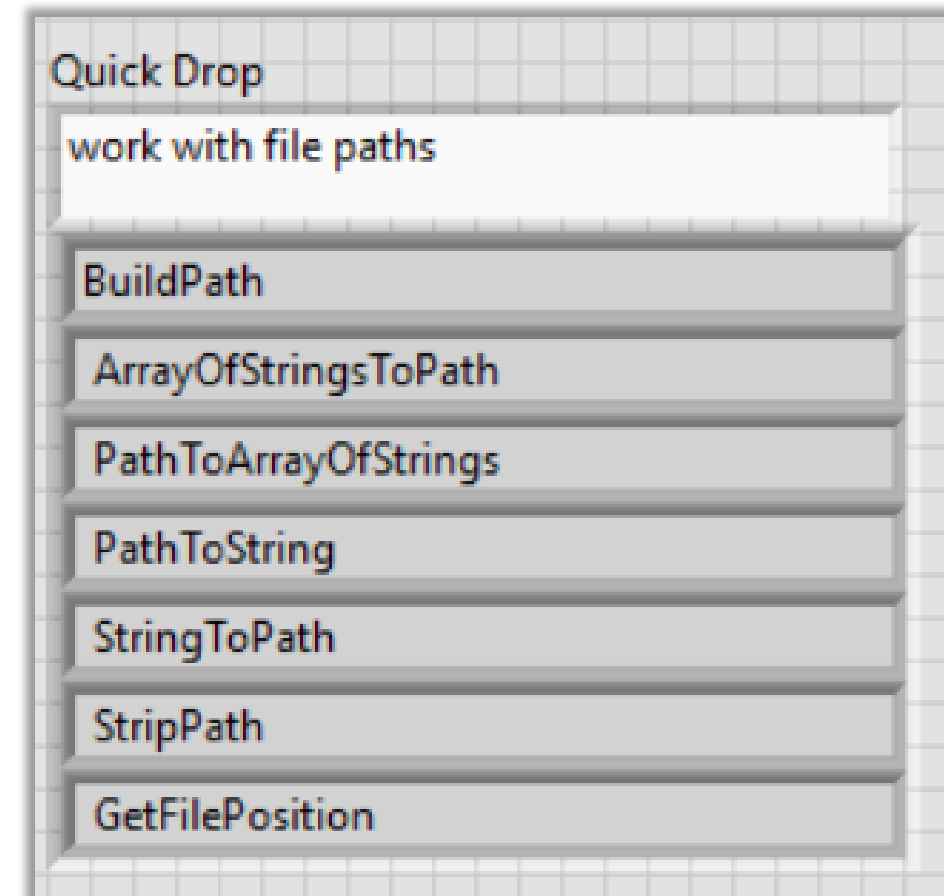 Quick Drop
work with file paths
BuildPath
ArrayOfStringsToPath
PathToArrayOfStrings
PathToString
StringToPath
StripPath
GetFilePosition